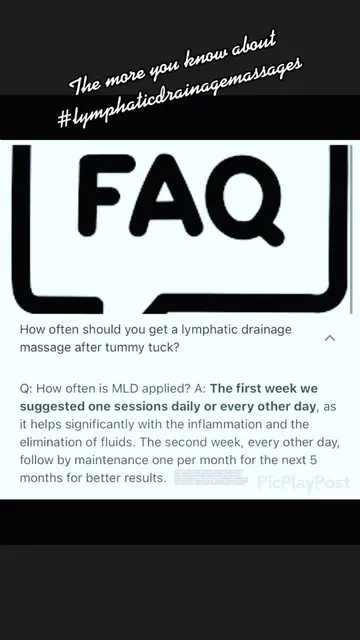 The more you know about
#lymphaticdrainagemassages
FAQ
How often should you get a lymphatic drainage
massage after tummy tuck?
Q: How often is MLD applied? A: The first week we
suggested one sessions daily or every other day, as
it helps significantly with the inflammation and the
elimination of fluids. The second week, every other day,
follow by maintenance one per month for the next 5
months for better results.
PicPlayPost